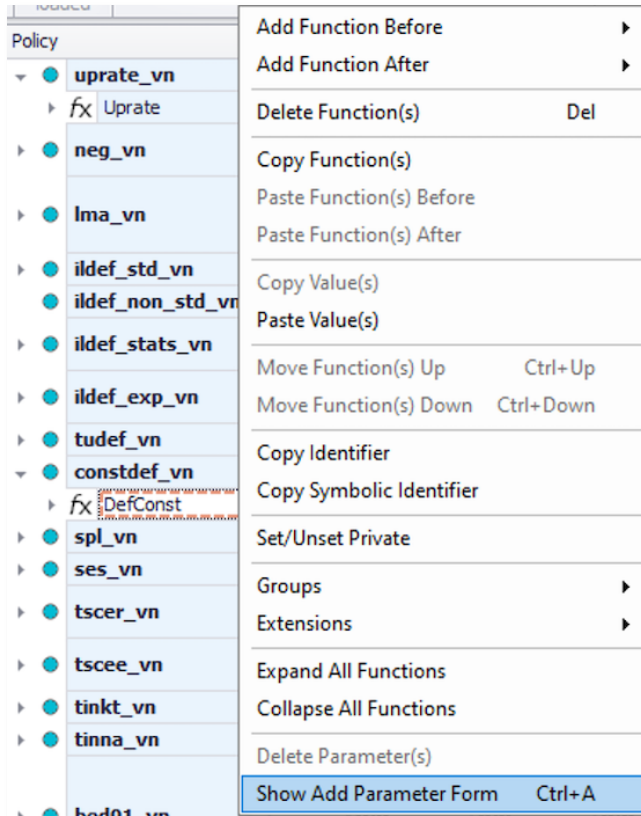 loaded
Policy
uprate_vn
fx Uprate
neg_vn
lma_vn
ildef_std_vn
ildef_non_std_vn
ildef_stats_vn
ildef_exp_vn
tudef_vn
constdef_vn
fx DefConst
spl_vn
ses_vn
tscer_vn
tscee_vn
tinkt_vn
tinna_vn
bed01_vn
Add Function Before
Add Function After
Delete Function(s) Del
Copy Function(s)
Paste Function(s) Before
Paste Function(s) After
Copy Value(s)
Paste Value(s)
Move Function(s) Up Ctrl+Up
Move Function(s) Down Ctrl+Down
Copy Identifier
Copy Symbolic Identifier
Set/Unset Private
Groups
Extensions
Expand All Functions
Collapse All Functions
Delete Parameter(s)
Show Add Parameter Form Ctrl+A